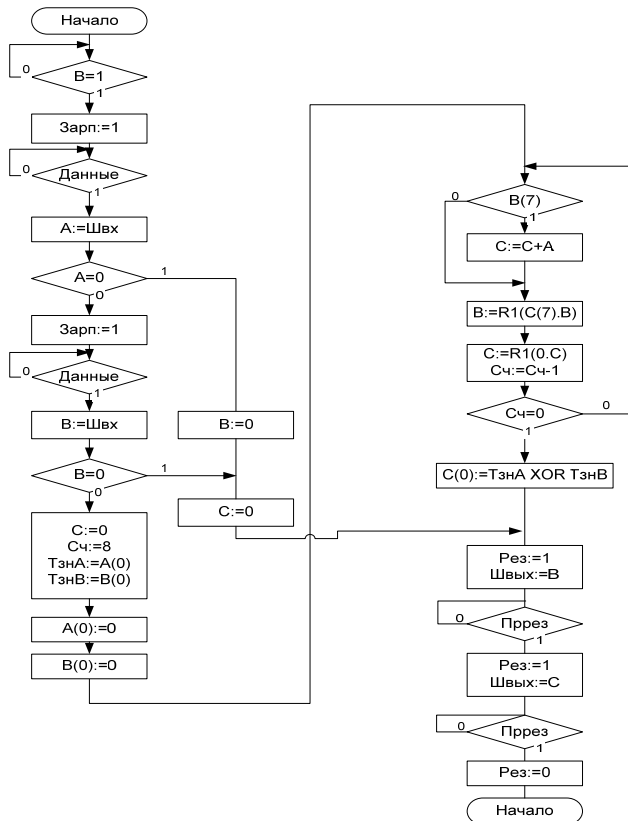 Начало
0
B=1
1
Зарп:=1
0
Данные
1
A:=Швх
A=0
1
0
Зарп:=1
0
Данные
1
B:=Швх
B=0
1
0
C:=0
Сч:=8
ТзнА:=A(0)
ТзнВ:=B(0)
A(0):=0
B(0):=0
B:=0
C:=0
0
B(7)
1
C:=C+A
B:=R1(C(7).B)
C:=R1(0.C)
Сч:=Сч-1
Сч=0
0
1
C(0):=ТзнА XOR ТзнВ
Рез:=1
Швых:=B
0
Пррез
1
Рез:=1
Швых:=C
0
Пррез
1
Рез:=0
Начало